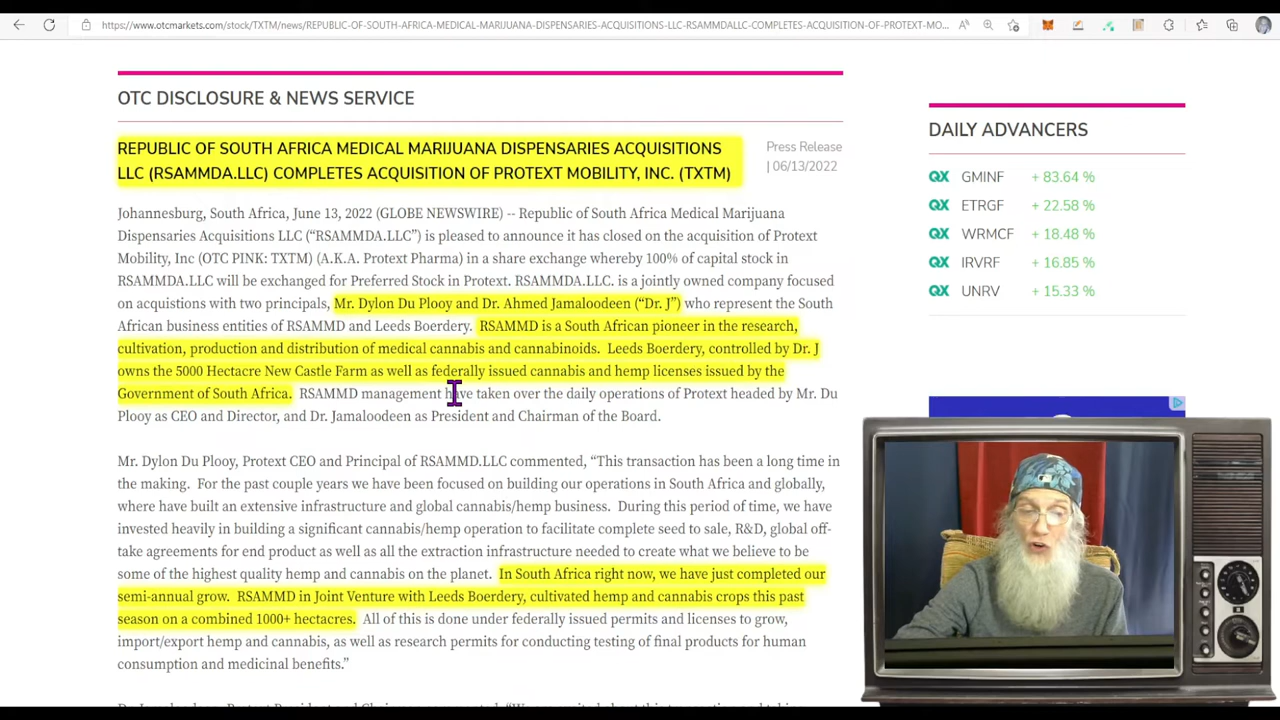 https://www.otcmarkets.com/stock/TXTM/news/REPUBLIC-OF-SOUTH-AFRICA-MEDICAL-MARIJUANA-DISPENSARIES-ACQUISITIONS-LLC-RSAMMDALLC-COMPLETES-ACQUISITION-OF-PROTEXT-MO...
OTC DISCLOSURE & NEWS SERVICE
REPUBLIC OF SOUTH AFRICA MEDICAL MARIJUANA DISPENSARIES ACQUISITIONS
LLC (RSAMMDA.LLC) COMPLETES ACQUISITION OF PROTEXT MOBILITY, INC. (TXTM)
Press Release
| 06/13/2022
Johannesburg, South Africa, June 13, 2022 (GLOBE NEWSWIRE) -- Republic of South Africa Medical Marijuana
Dispensaries Acquisitions LLC (“RSAMMDA.LLC”) is pleased to announce it has closed on the acquisition of Protext
Mobility, Inc (OTC PINK: TXTM) (A.K.A. Protext Pharma) in a share exchange whereby 100% of capital stock in
RSAMMDA.LLC will be exchanged for Preferred Stock in Protext. RSAMMDA.LLC. is a jointly owned company focused
on acquistions with two principals, Mr. Dylon Du Plooy and Dr. Ahmed Jamaloodeen (“Dr. J”) who represent the South
African business entities of RSAMMD and Leeds Boerdery. RSAMMD is a South African pioneer in the research,
cultivation, production and distribution of medical cannabis and cannabinoids. Leeds Boerdery, controlled by Dr. J
owns the 5000 Hectacre New Castle Farm as well as federally issued cannabis and hemp licenses issued by the
Government of South Africa. RSAMMD management have taken over the daily operations of Protext headed by Mr. Du
Plooy as CEO and Director, and Dr. Jamaloodeen as President and Chairman of the Board.
Mr. Dylon Du Plooy, Protext CEO and Principal of RSAMMD.LLC commented, “This transaction has been a long time in
the making. For the past couple years we have been focused on building our operations in South Africa and globally,
where have built an extensive infrastructure and global cannabis/hemp business. During this period of time, we have
invested heavily in building a significant cannabis/hemp operation to facilitate complete seed to sale, R&D, global off-
take agreements for end product as well as all the extraction infrastructure needed to create what we believe to be
some of the highest quality hemp and cannabis on the planet. In South Africa right now, we have just completed our
semi-annual grow. RSAMMD in Joint Venture with Leeds Boerdery, cultivated hemp and cannabis crops this past
season on a combined 1000+ hectacres. All of this is done under federally issued permits and licenses to grow,
import/export hemp and cannabis, as well as research permits for conducting testing of final products for human
consumption and medicinal benefits.”
DAILY ADVANCERS
QX GMINF + 83.64 %
QX ETRGF + 22.58 %
QX WRMCF + 18.48 %
QX IRVRF + 16.85 %
QX UNRV + 15.33 %